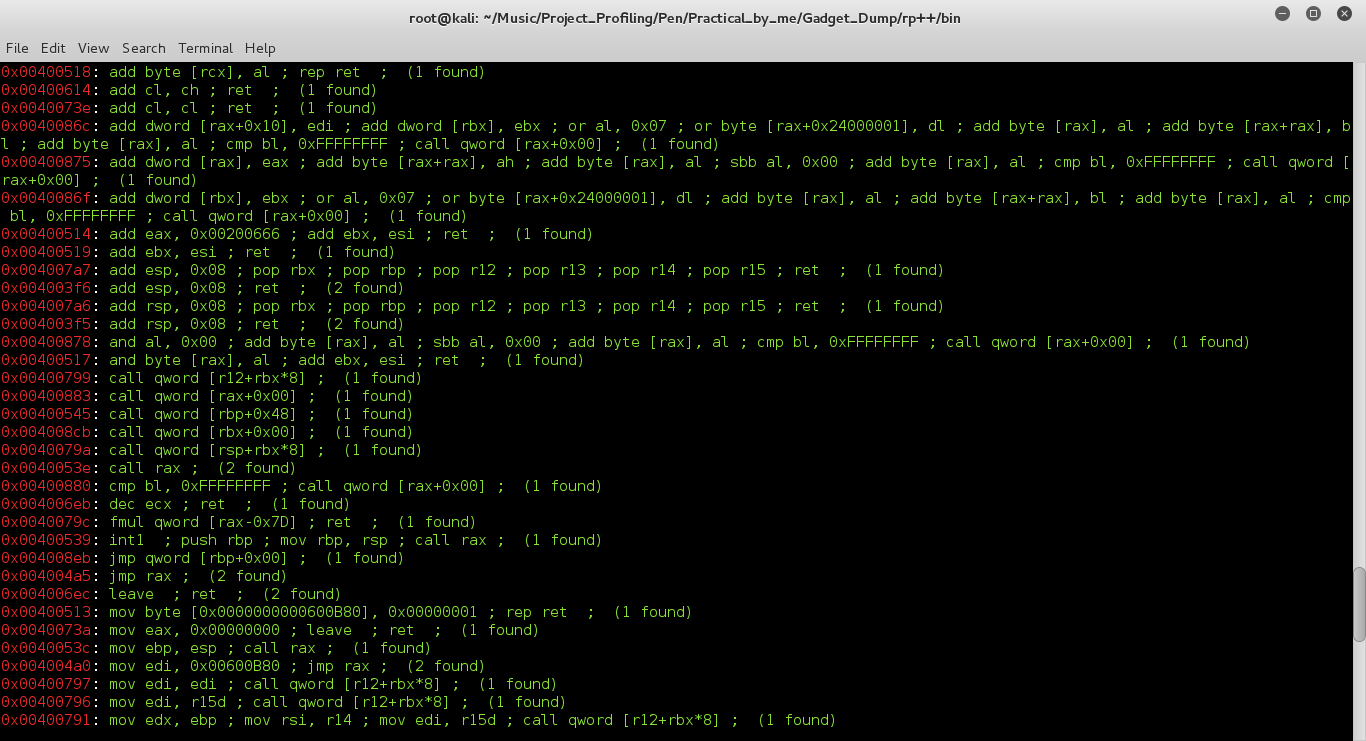 root@kali: ~/Music/Project_Profiling/Pen/Practical_by_me/Gadget_Dump/rp++/bin
File Edit View Search Terminal Help
0x00400518: add byte [rcx], al ; rep ret  ;  (1 found)
0x00400614: add cl, ch ; ret  ;  (1 found)
0x0040073e: add cl, cl ; ret  ;  (1 found)
0x0040086c: add dword [rax+0x10], edi ; add dword [rbx], ebx ; or al, 0x07 ; or byte [rax+0x24000001], dl ; add byte [rax], al ; add byte [rax+rax], b
l ; add byte [rax], al ; cmp bl, 0xFFFFFFFF ; call qword [rax+0x00] ;  (1 found)
0x00400875: add dword [rax], eax ; add byte [rax+rax], ah ; add byte [rax], al ; sbb al, 0x00 ; add byte [rax], al ; cmp bl, 0xFFFFFFFF ; call qword [
rax+0x00] ;  (1 found)
0x0040086f: add dword [rbx], ebx ; or al, 0x07 ; or byte [rax+0x24000001], dl ; add byte [rax], al ; add byte [rax+rax], bl ; add byte [rax], al ; cmp
 bl, 0xFFFFFFFF ; call qword [rax+0x00] ;  (1 found)
0x00400514: add eax, 0x00200666 ; add ebx, esi ; ret  ;  (1 found)
0x00400519: add ebx, esi ; ret  ;  (1 found)
0x004007a7: add esp, 0x08 ; pop rbx ; pop rbp ; pop r12 ; pop r13 ; pop r14 ; pop r15 ; ret  ;  (1 found)
0x004003f6: add esp, 0x08 ; ret  ;  (2 found)
0x004007a6: add rsp, 0x08 ; pop rbx ; pop rbp ; pop r12 ; pop r13 ; pop r14 ; pop r15 ; ret  ;  (1 found)
0x004003f5: add rsp, 0x08 ; ret  ;  (2 found)
0x00400878: and al, 0x00 ; add byte [rax], al ; sbb al, 0x00 ; add byte [rax], al ; cmp bl, 0xFFFFFFFF ; call qword [rax+0x00] ;  (1 found)
0x00400517: and byte [rax], al ; add ebx, esi ; ret  ;  (1 found)
0x00400799: call qword [r12+rbx*8] ;  (1 found)
0x00400883: call qword [rax+0x00] ;  (1 found)
0x00400545: call qword [rbp+0x48] ;  (1 found)
0x004008cb: call qword [rbx+0x00] ;  (1 found)
0x0040079a: call qword [rsp+rbx*8] ;  (1 found)
0x0040053e: call rax ;  (2 found)
0x00400880: cmp bl, 0xFFFFFFFF ; call qword [rax+0x00] ;  (1 found)
0x004006eb: dec ecx ; ret  ;  (1 found)
0x0040079c: fmul qword [rax-0x7D] ; ret  ;  (1 found)
0x00400539: int1  ; push rbp ; mov rbp, rsp ; call rax ;  (1 found)
0x004008eb: jmp qword [rbp+0x00] ;  (1 found)
0x004004a5: jmp rax ;  (2 found)
0x004006ec: leave  ; ret  ;  (2 found)
0x00400513: mov byte [0x0000000000600B80], 0x00000001 ; rep ret  ;  (1 found)
0x0040073a: mov eax, 0x00000000 ; leave  ; ret  ;  (1 found)
0x0040053c: mov ebp, esp ; call rax ;  (1 found)
0x004004a0: mov edi, 0x00600B80 ; jmp rax ;  (2 found)
0x00400797: mov edi, edi ; call qword [r12+rbx*8] ;  (1 found)
0x00400796: mov edi, r15d ; call qword [r12+rbx*8] ;  (1 found)
0x00400791: mov edx, ebp ; mov rsi, r14 ; mov edi, r15d ; call qword [r12+rbx*8] ;  (1 found)